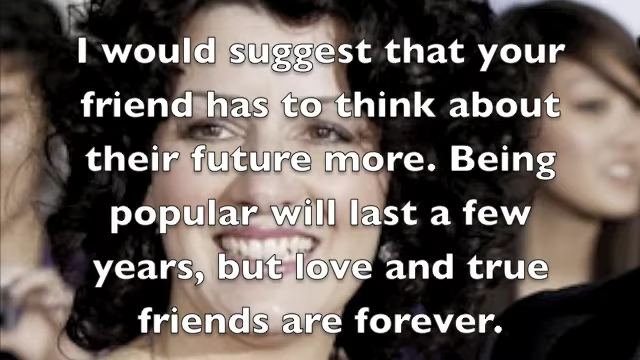 I would suggest that your
friend has to think about
their future more. Being
popular will last a few
years, but love and true
friends are forever.